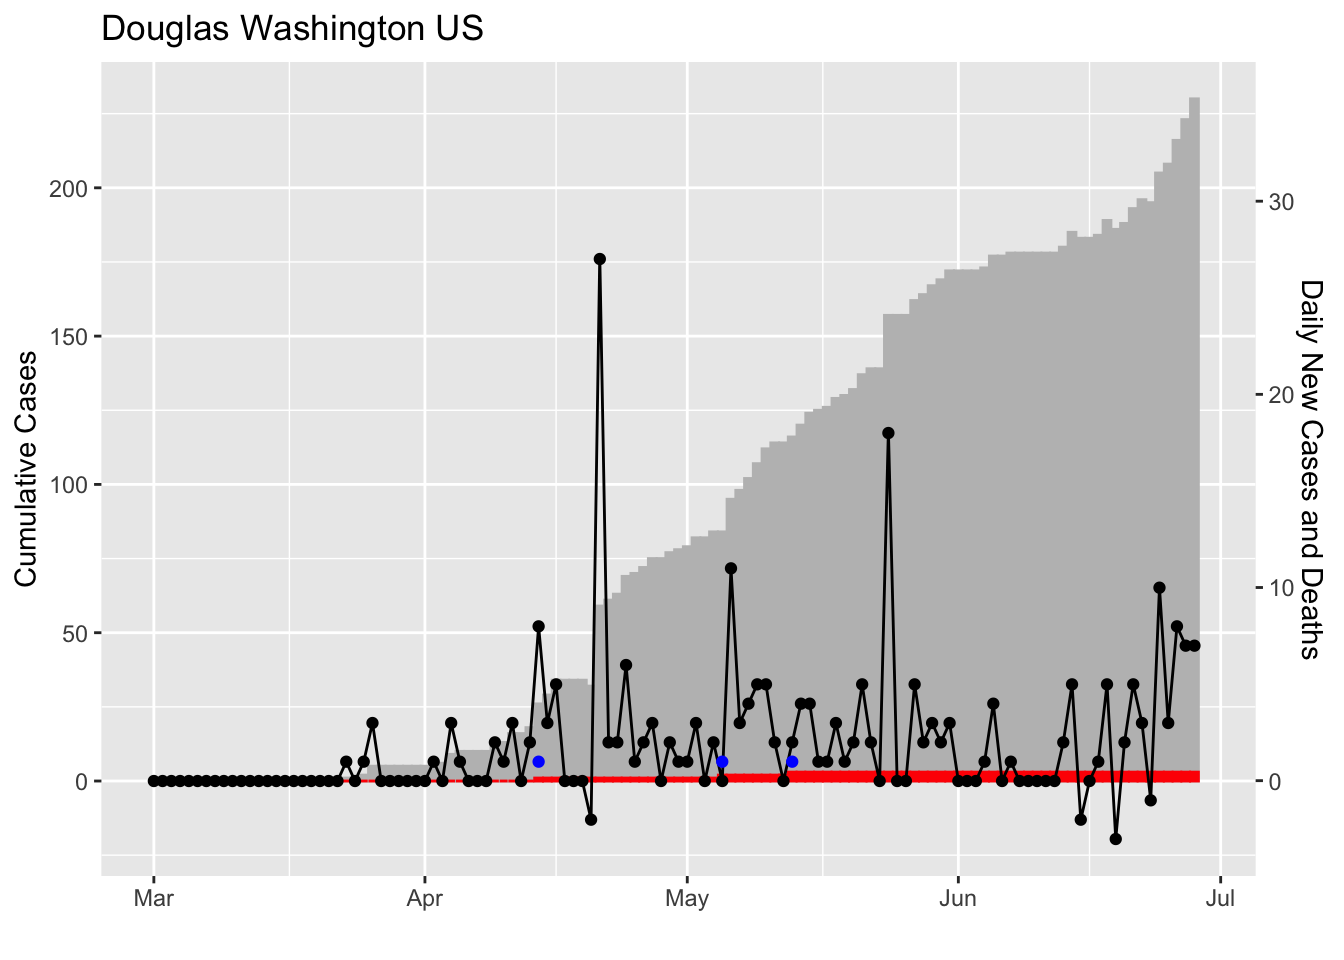 Douglas Washington US
Cumulative Cases
200
150
100
50
0
30
20
10
0
Daily New Cases and Deaths
Mar
Apr
May
Jun
Jul